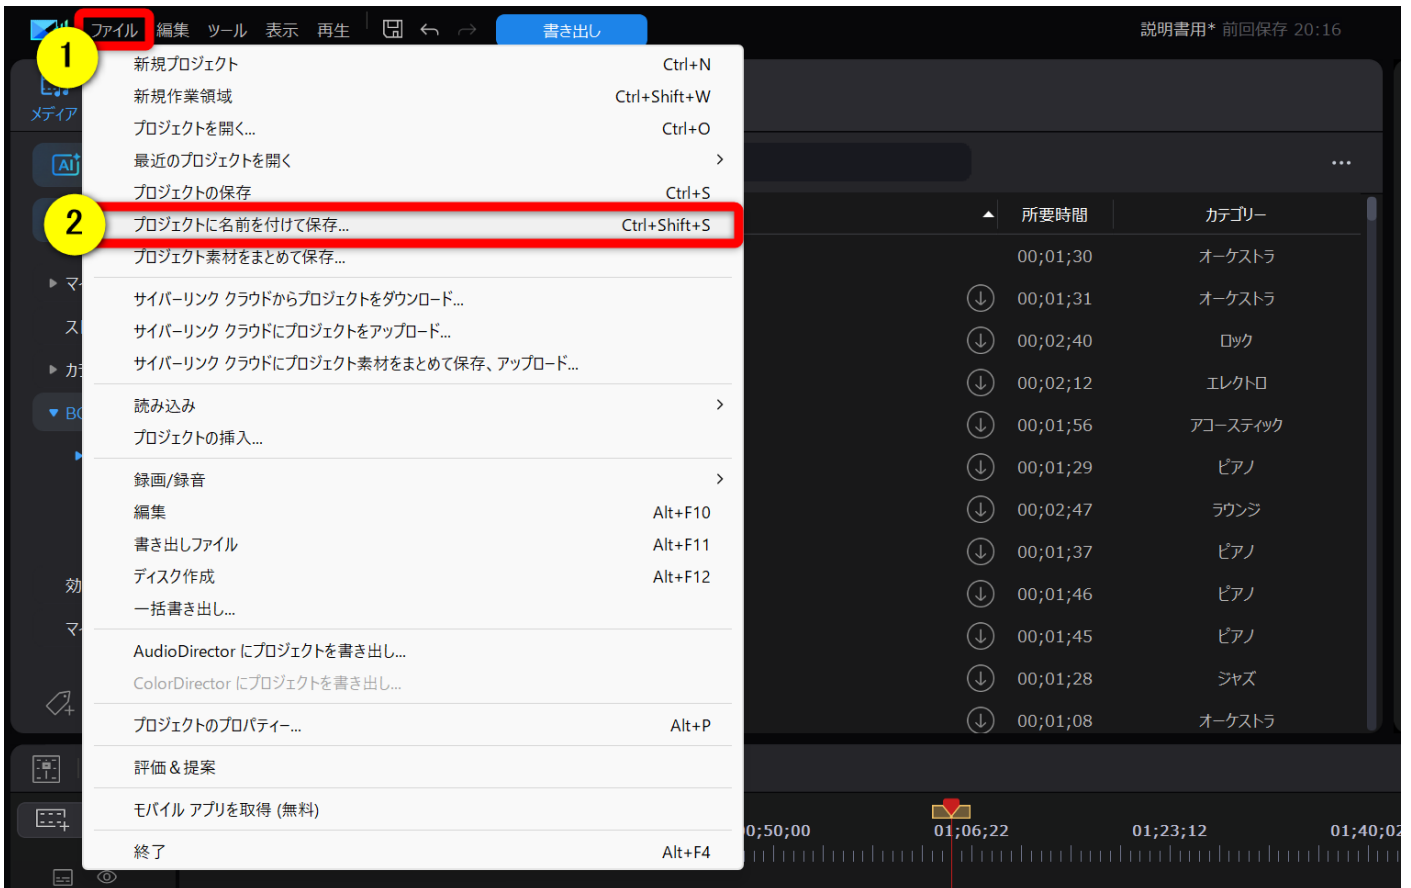 ファイル 編集 ツール 表示 再生 書き出し 説明書用* 前回保存 20:16
1
メディア
新規プロジェクト Ctrl+N
新規作業領域 Ctrl+Shift+W
プロジェクトを開く... Ctrl+O
最近のプロジェクトを開く
プロジェクトの保存 Ctrl+S
2
プロジェクトに名前を付けて保存... Ctrl+Shift+S
プロジェクト素材をまとめて保存...
サイバーリンク クラウドからプロジェクトをダウンロード...
サイバーリンク クラウドにプロジェクトをアップロード...
サイバーリンク クラウドにプロジェクト素材をまとめて保存、アップロード...
読み込み
プロジェクトの挿入...
録画/録音
編集 Alt+F10
書き出しファイル Alt+F11
ディスク作成 Alt+F12
一括書き出し...
AudioDirector にプロジェクトを書き出し...
ColorDirector にプロジェクトを書き出し...
プロジェクトのプロパティー... Alt+P
評価＆提案
モバイル アプリを取得 (無料)
終了 Alt+F4
AI
所要時間 カテゴリー
00;01;30 オーケストラ
00;01;31 オーケストラ
00;02;40 ロック
00;02;12 エレクトロ
00;01;56 アコースティック
00;01;29 ピアノ
00;02;47 ラウンジ
00;01;37 ピアノ
00;01;46 ピアノ
00;01;45 ピアノ
00;01;28 ジャズ
00;01;08 オーケストラ
0;50;00 01;06;22 01;23;12 01;40;02